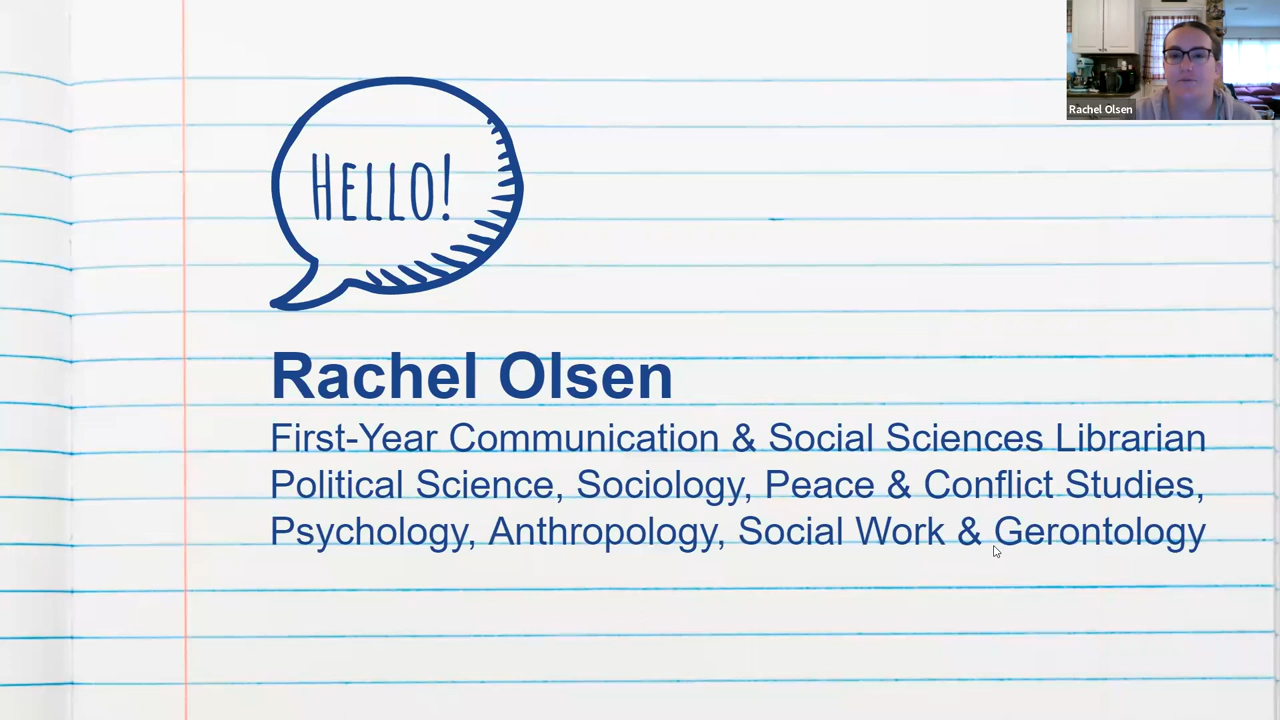 Rachel Olsen
HELLO!
Rachel Olsen
First-Year Communication & Social Sciences Librarian
Political Science, Sociology, Peace & Conflict Studies,
Psychology, Anthropology, Social Work & Gerontology